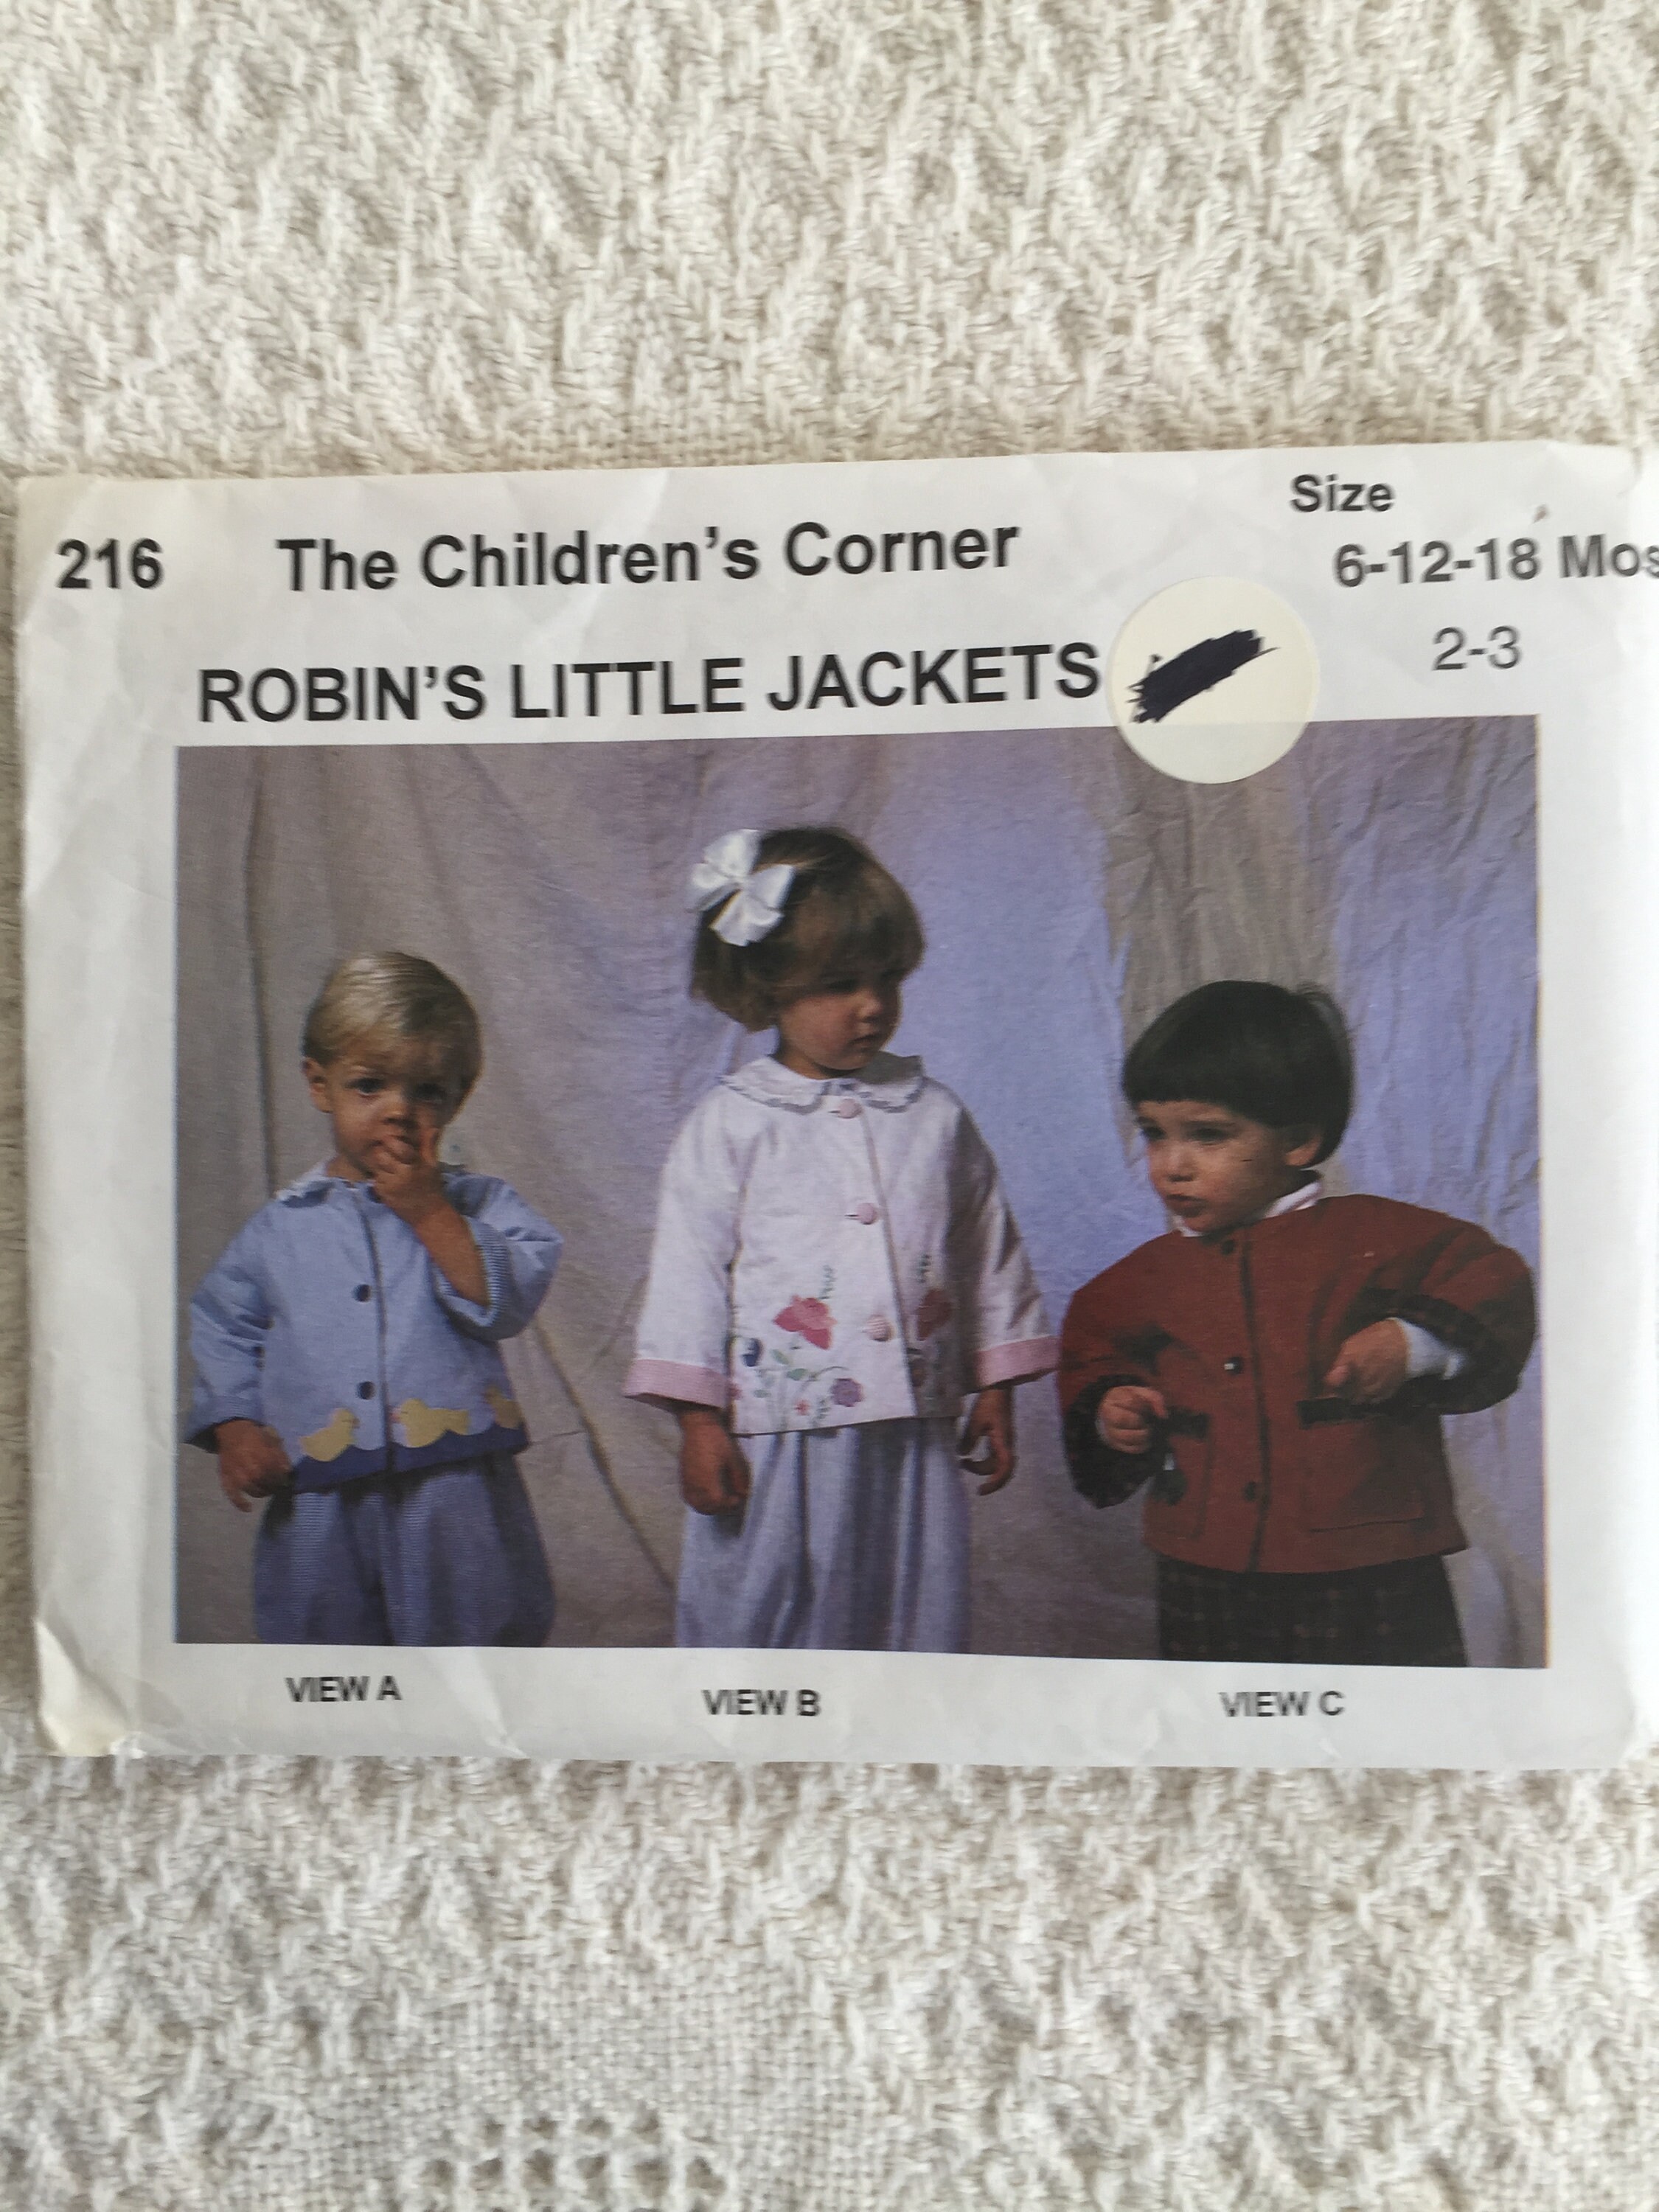 216 The Children's Corner
Size
6-12-18 Mos
2-3
ROBIN'S LITTLE JACKETS
VIEW A
VIEW B
VIEW C